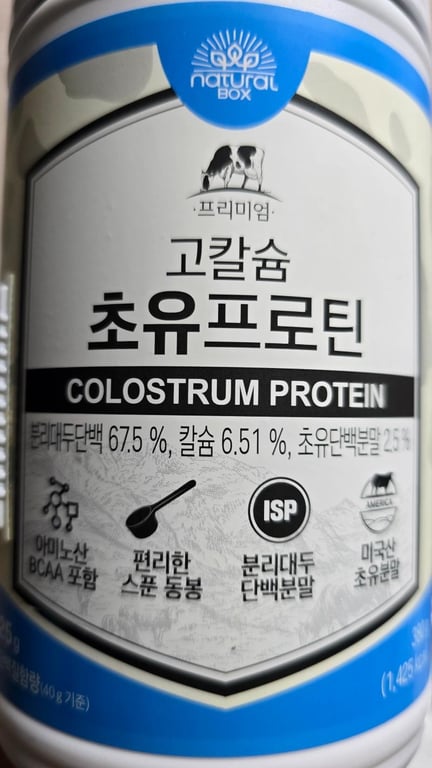 natural
BOX
·프리미엄·
고칼슘
초유프로틴
COLOSTRUM PROTEIN
분리대두단백 67.5 %, 칼슘 6.51 %, 초유단백분말 2.5 %
아미노산
BCAA 포함
편리한
스푼 동봉
ISP
분리대두
단백분말
AMERICA
미국산
초유분말
(40 g 기준)